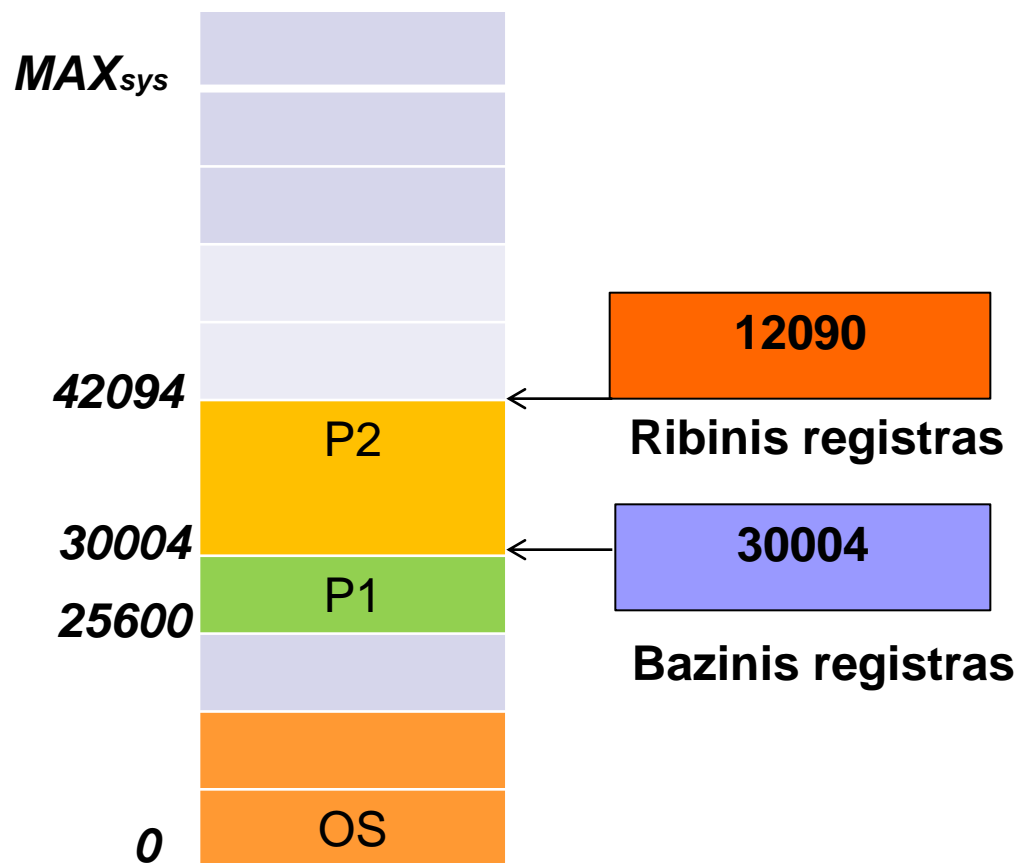 MAXsys
12090
42094
P2
Ribinis registras
30004
30004
P1
25600
Bazinis registras
OS
0